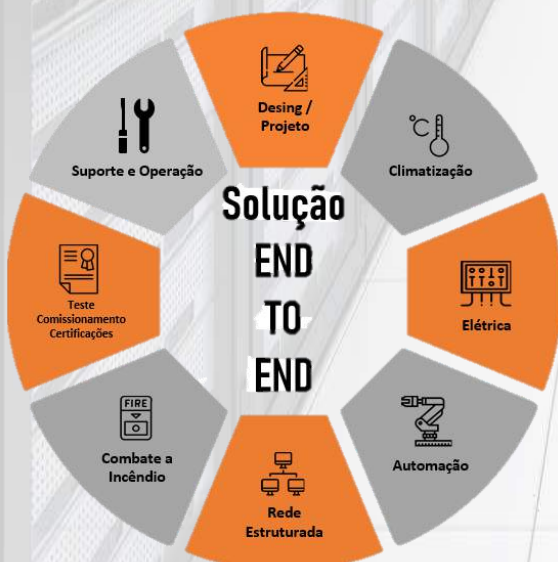 Desing /
Projeto
°C
Climatização
Elétrica
Automação
Rede
Estruturada
FIRE
Combate a
Incêndio
Teste
Comissionamento
Certificações
Suporte e Operação
Solução
END
TO
END